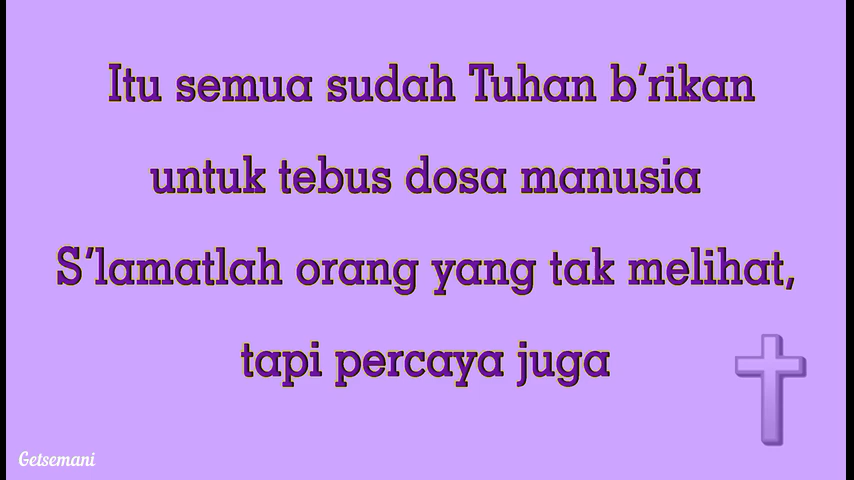 Itu semua sudah Tuhan b'rikan
untuk tebus dosa manusia
S'lamatlah orang yang tak melihat,
tapi percaya juga
Getsemani